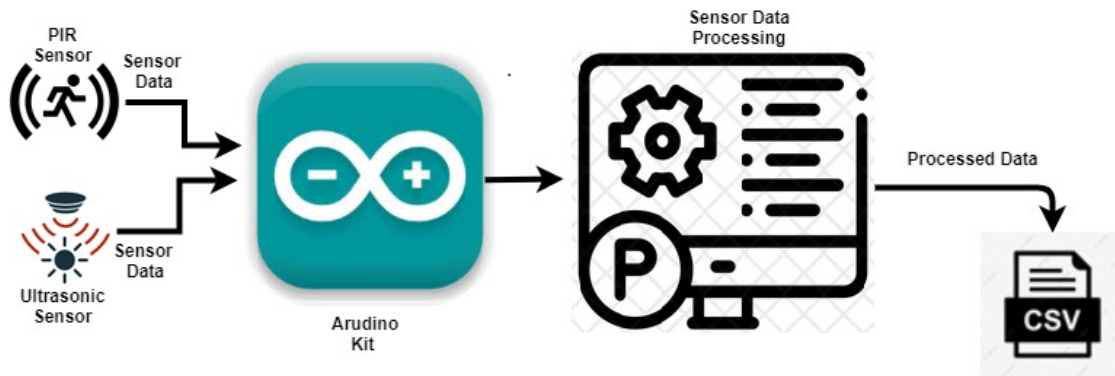 PIR
Sensor
Sensor
Data
Sensor Data
Processing
Processed Data
P
Sensor
Data
Ultrasonic
Sensor
Arudino
Kit
CSV